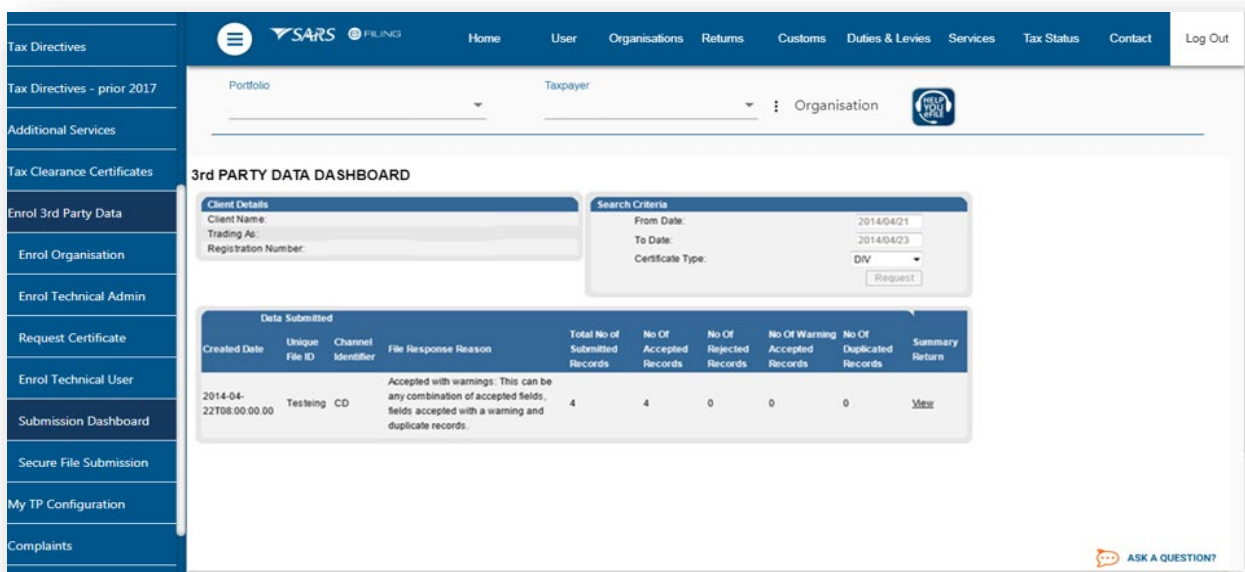 Tax Directives
Tax Directives - prior 2017
Additional Services
Tax Clearance Certificates
Enrol 3rd Party Data
Enrol Organisation
Enrol Technical Admin
Request Certificate
Enrol Technical User
Submission Dashboard
Secure File Submission
My TP Configuration
Complaints
SARS e FILING
Home User Organisations Returns Customs Duties & Levies Services Tax Status Contact Log Out
Portfolio Taxpayer
Organisation
HELP
YOU
eFILE
3rd PARTY DATA DASHBOARD
Client Details
Client Name:
Trading As:
Registration Number:
Search Criteria
From Date: 2014/04/21
To Date: 2014/04/23
Certificate Type: DIV
Request
Data Submitted
Created Date
Unique
File ID
Channel
Identifier
File Response Reason
Total No of
Submitted
Records
No Of
Accepted
Records
No Of
Rejected
Records
No Of Warning
Accepted
Records
No Of
Duplicated
Records
Summary
Return
2014-04-
22T08:00:00.00
Testeing
CD
Accepted with warnings: This can be
any combination of accepted fields,
fields accepted with a warning and
duplicate records.
4 4 0 0 0 View
ASK A QUESTION?